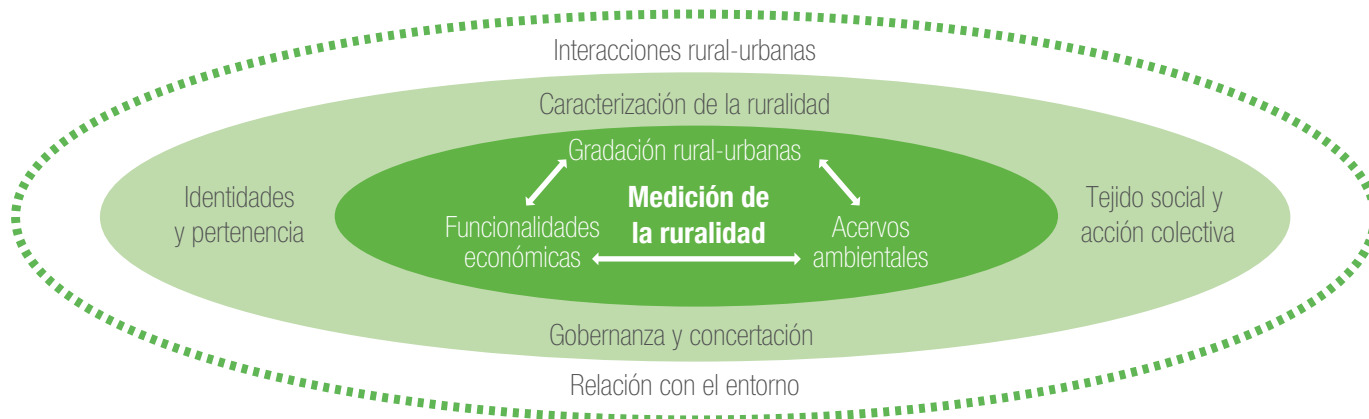 Interacciones rural-urbanas
Caracterización de la ruralidad
Gradación rural-urbanas
Identidades
y pertenencia
Funcionalidades
económicas
Medición de
la ruralidad
Acervos
ambientales
Tejido social y
acción colectiva
Gobernanza y concertación
Relación con el entorno